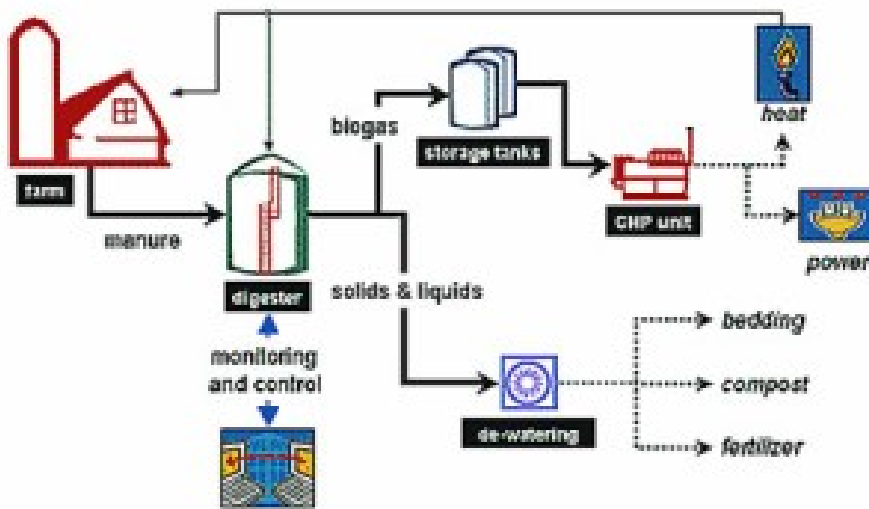 heat
biogas
storage tanks
farm
CHP unit
manure
power
digester
solids & liquids
bedding
monitoring
and control
compost
de-watering
fertilizer